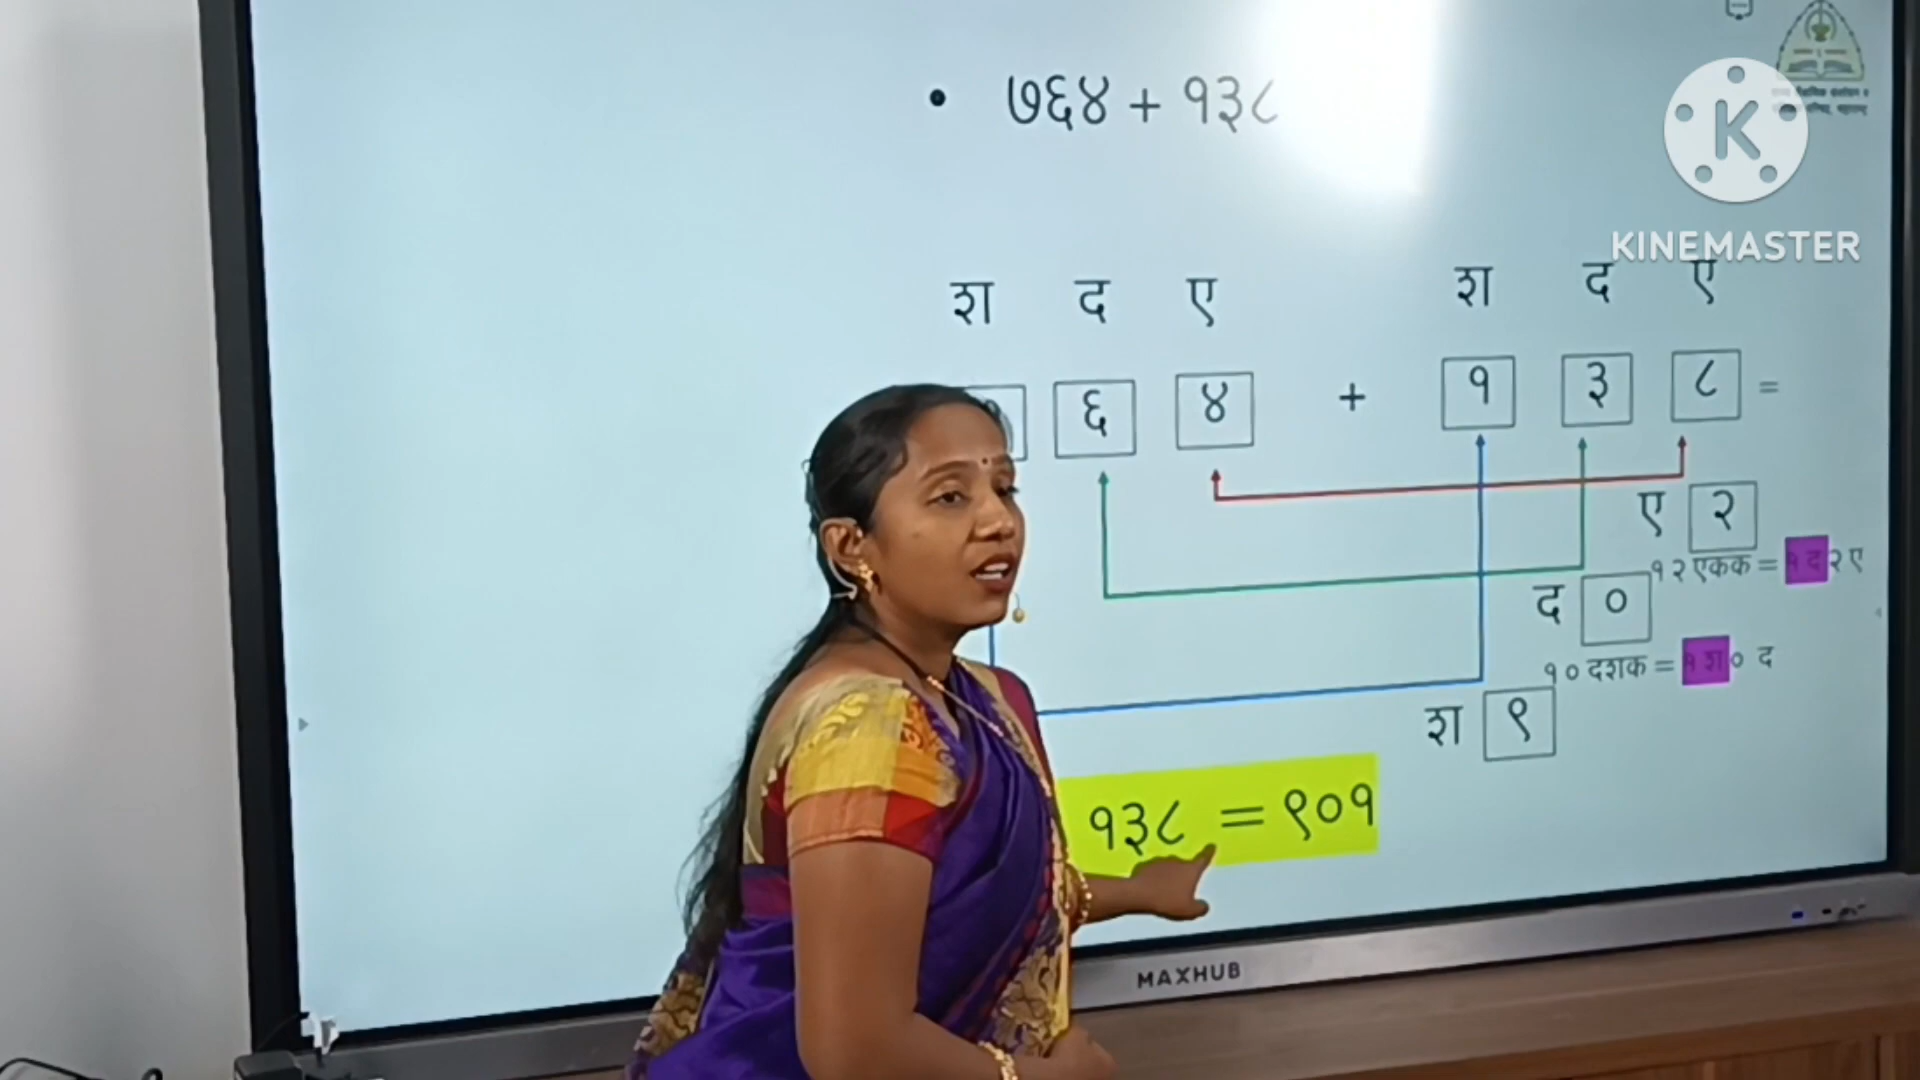 • ७६४ + १३८
KINEMASTER
श द ए श द ए
६ ४ + १ ३ ८ =
ए २
१२ एकक = १ द २ ए
द ०
१० दशक = १ श ० द
श ९
१३८ = ९०१
MAXHUB